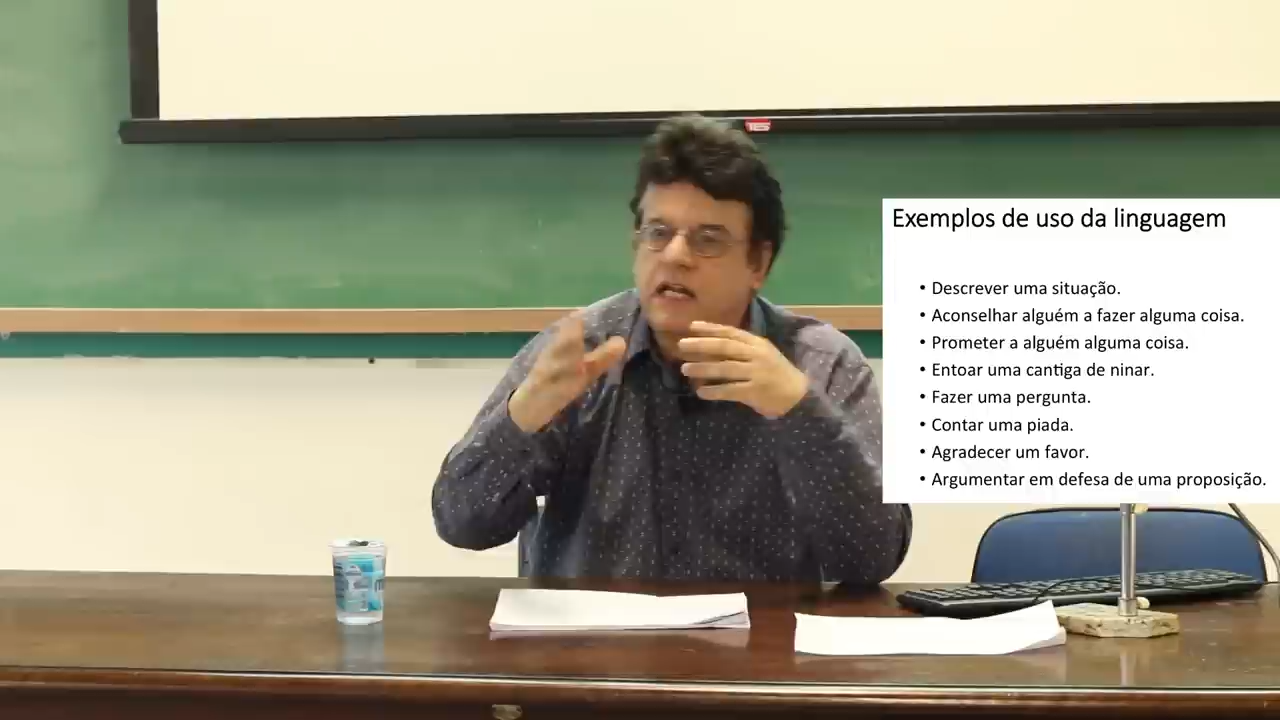 Exemplos de uso da linguagem
• Descrever uma situação.
• Aconselhar alguém a fazer alguma coisa.
• Prometer a alguém alguma coisa.
• Entoar uma cantiga de ninar.
• Fazer uma pergunta.
• Contar uma piada.
• Agradecer um favor.
• Argumentar em defesa de uma proposição.